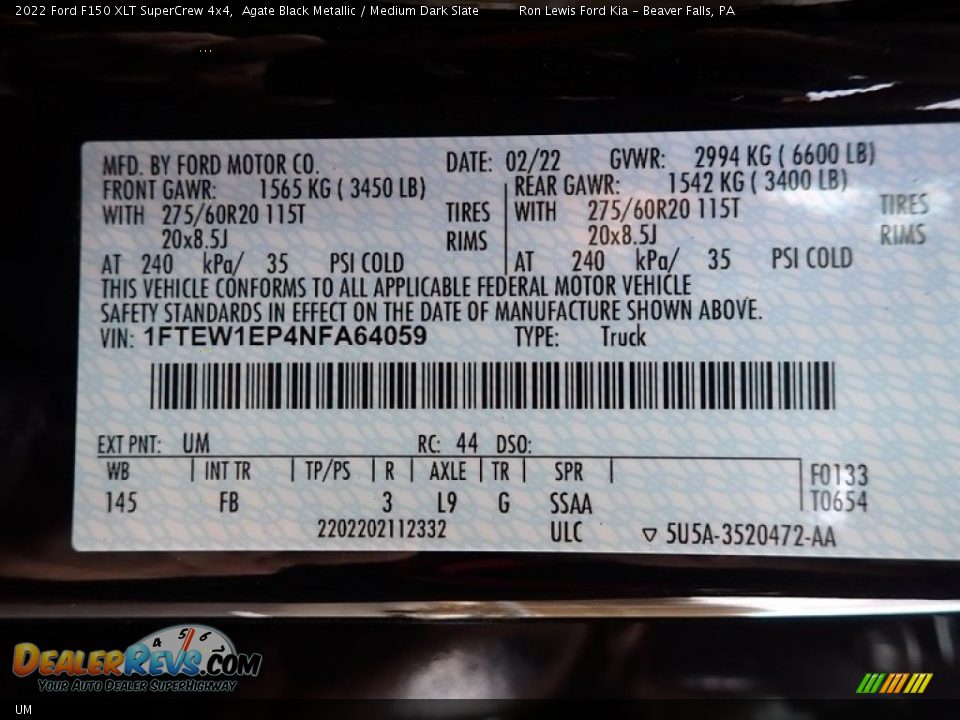 2022 Ford F150 XLT SuperCrew 4x4, Agate Black Metallic / Medium Dark Slate Ron Lewis Ford Kia - Beaver Falls, PA
...
MFD. BY FORD MOTOR CO. DATE: 02/22 GVWR: 2994 KG ( 6600 LB)
FRONT GAWR: 1565 KG ( 3450 LB) REAR GAWR: 1542 KG ( 3400 LB)
WITH 275/60R20 115T TIRES WITH 275/60R20 115T TIRES
20x8.5J RIMS 20x8.5J RIMS
AT 240 kPa/ 35 PSI COLD AT 240 kPa/ 35 PSI COLD
THIS VEHICLE CONFORMS TO ALL APPLICABLE FEDERAL MOTOR VEHICLE
SAFETY STANDARDS IN EFFECT ON THE DATE OF MANUFACTURE SHOWN ABOVE.
VIN: 1FTEW1EP4NFA64059 TYPE: Truck
EXT PNT: UM RC: 44 DSO:
WB INT TR TP/PS R AXLE TR SPR F0133
145 FB 3 L9 G SSAA T0654
2202202112332 ULC ▽ 5U5A-3520472-AA
4 5 6
DealerRevs.com
Your Auto Dealer SuperHighway
UM